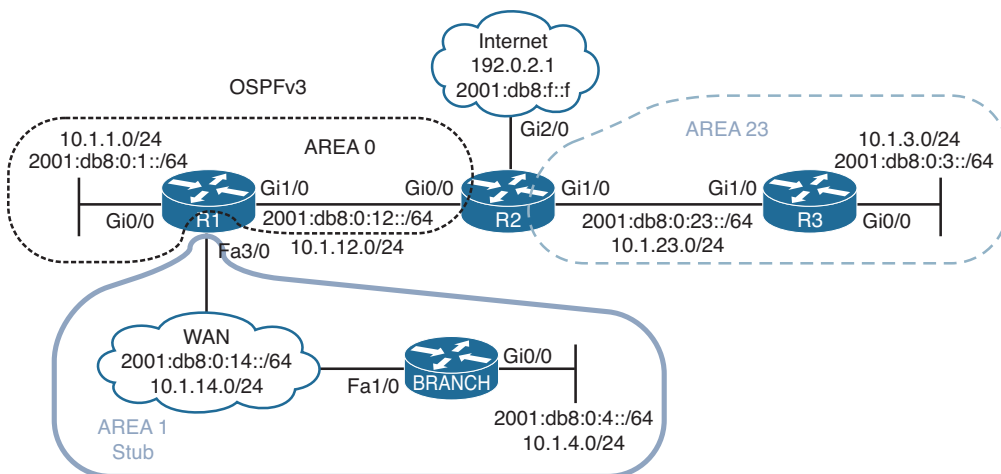 Internet
192.0.2.1
2001:db8:f::f
OSPFv3
Gi2/0
AREA 23
10.1.1.0/24
2001:db8:0:1::/64
AREA 0
10.1.3.0/24
2001:db8:0:3::/64
Gi1/0
Gi0/0
Gi1/0
Gi1/0
Gi0/0
R1
2001:db8:0:12::/64
R2
2001:db8:0:23::/64
R3
Gi0/0
10.1.12.0/24
10.1.23.0/24
Fa3/0
WAN
2001:db8:0:14::/64
10.1.14.0/24
Gi0/0
Fa1/0
BRANCH
2001:db8:0:4::/64
10.1.4.0/24
AREA 1
Stub